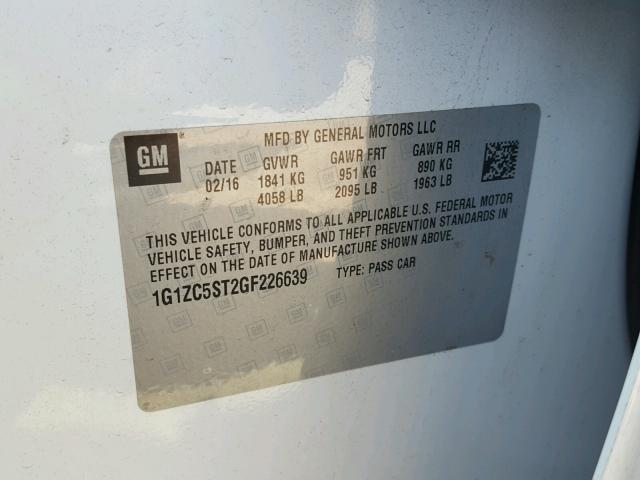 GM
MFD BY GENERAL MOTORS LLC
DATE GVWR GAWR FRT GAWR RR
02/16 1841 KG 951 KG 890 KG
4058 LB 2095 LB 1963 LB
THIS VEHICLE CONFORMS TO ALL APPLICABLE U.S. FEDERAL MOTOR
VEHICLE SAFETY, BUMPER, AND THEFT PREVENTION STANDARDS IN
EFFECT ON THE DATE OF MANUFACTURE SHOWN ABOVE.
1G1ZC5ST2GF226639 TYPE: PASS CAR